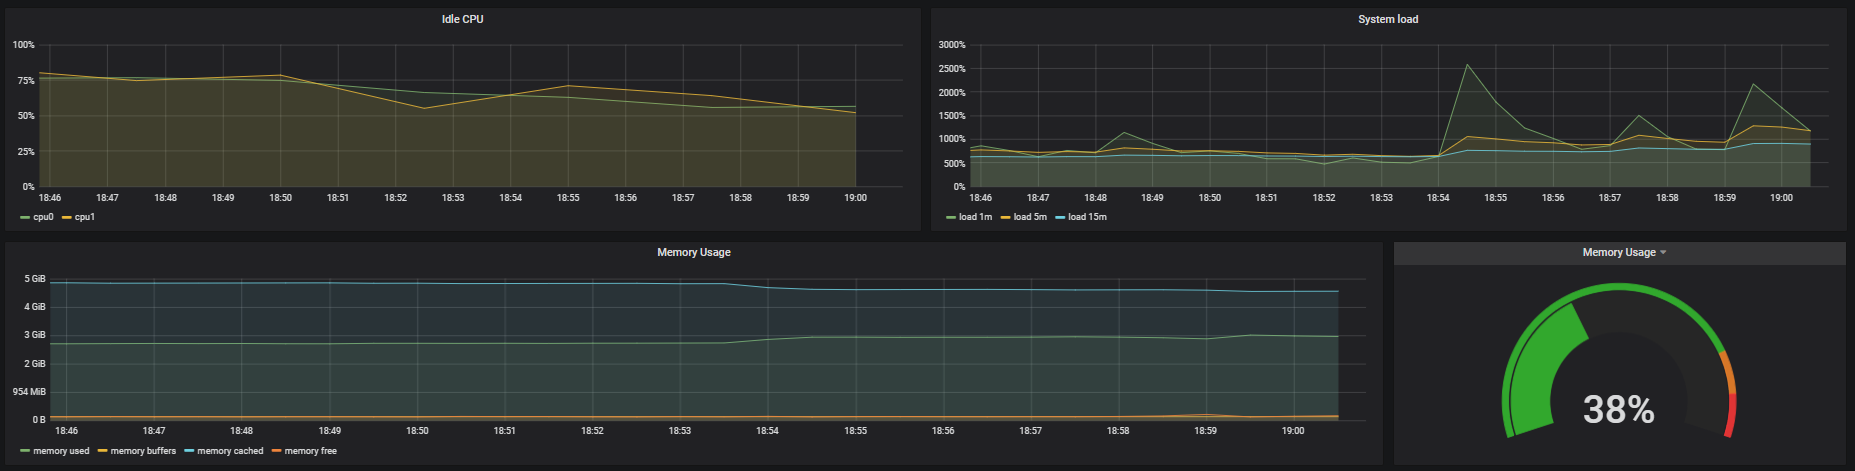 Idle CPU
100%
75%
50%
25%
0%
18:46 18:47 18:48 18:49 18:50 18:51 18:52 18:53 18:54 18:55 18:56 18:57 18:58 18:59 19:00
cpu0 cpu1
System load
3000%
2500%
2000%
1500%
1000%
500%
0%
18:46 18:47 18:48 18:49 18:50 18:51 18:52 18:53 18:54 18:55 18:56 18:57 18:58 18:59 19:00
load 1m load 5m load 15m
Memory Usage
5 GiB
4 GiB
3 GiB
2 GiB
954 MiB
0 B
18:46 18:47 18:48 18:49 18:50 18:51 18:52 18:53 18:54 18:55 18:56 18:57 18:58 18:59 19:00
memory used memory buffers memory cached memory free
Memory Usage
38%